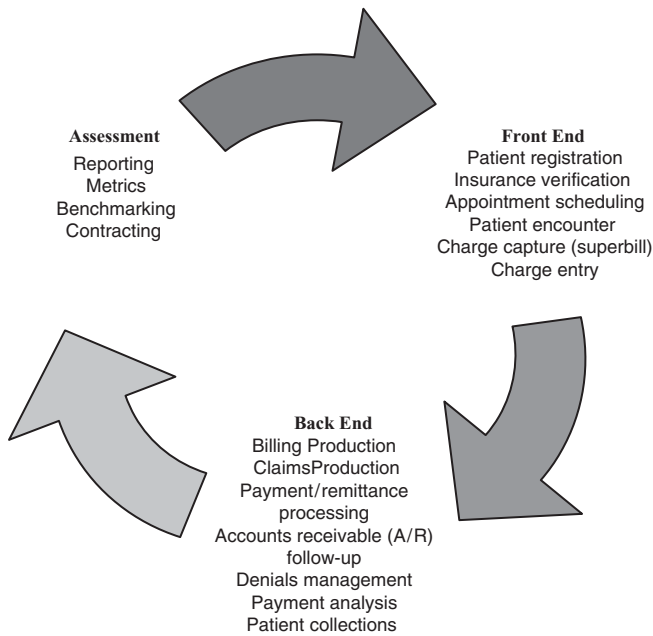 Assessment
Reporting
Metrics
Benchmarking
Contracting
Front End
Patient registration
Insurance verification
Appointment scheduling
Patient encounter
Charge capture (superbill)
Charge entry
Back End
Billing Production
ClaimsProduction
Payment/remittance
processing
Accounts receivable (A/R)
follow-up
Denials management
Payment analysis
Patient collections